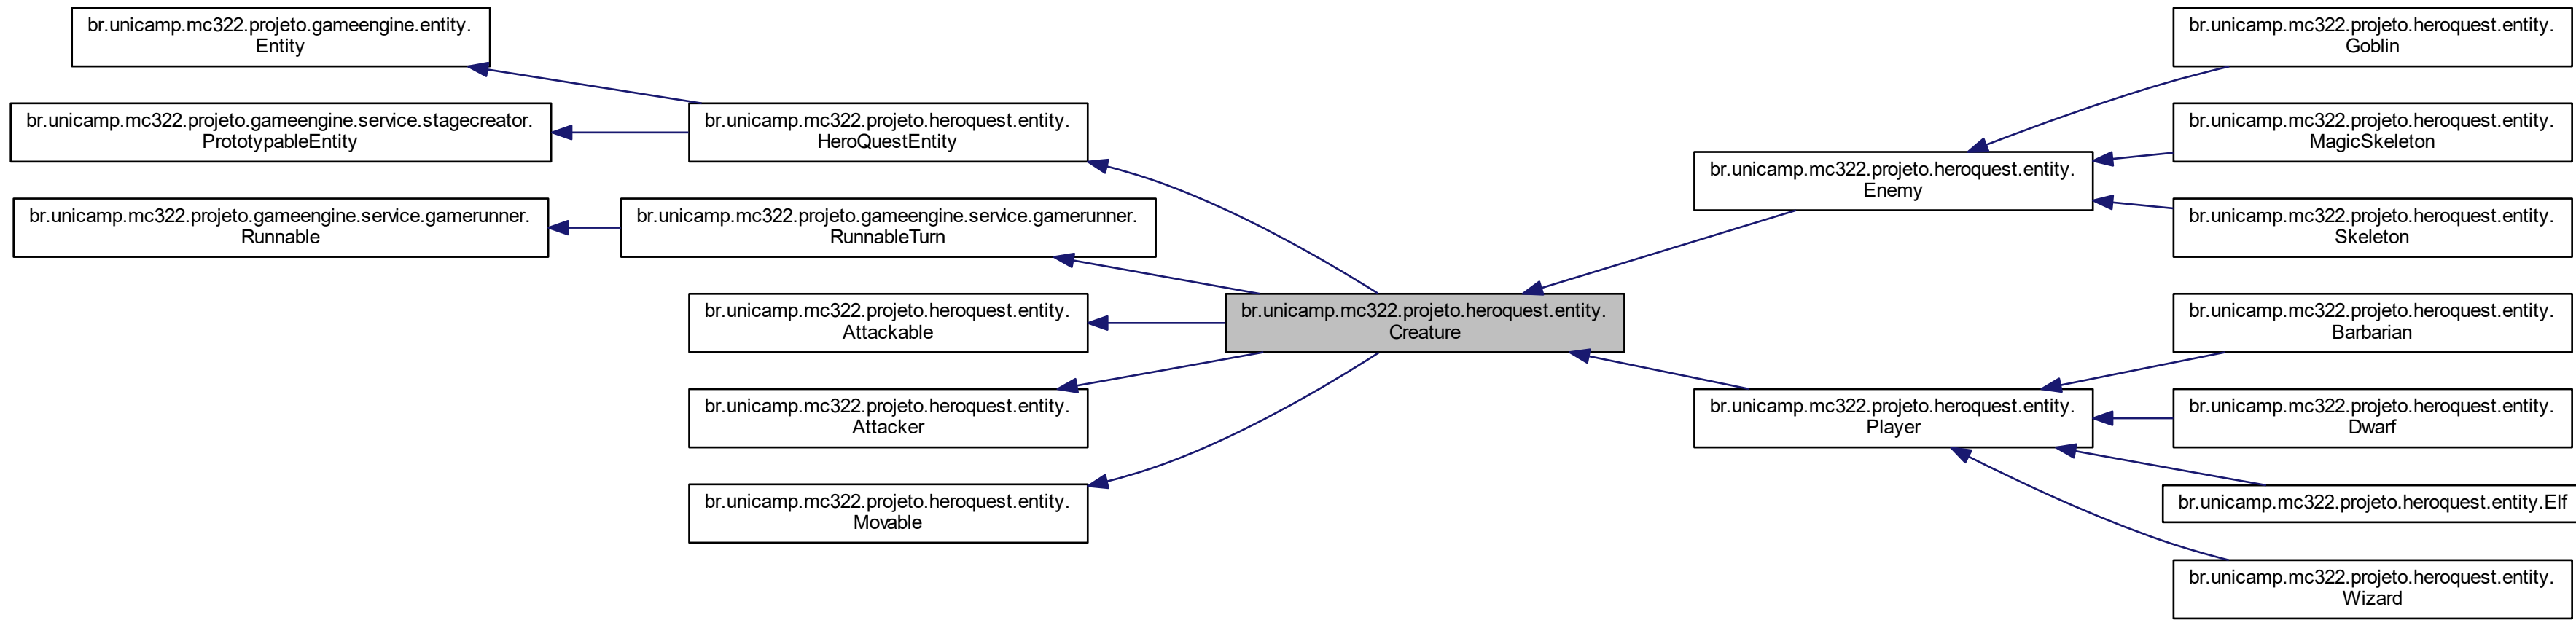 br.unicamp.mc322.projeto.gameengine.entity.
Entity
br.unicamp.mc322.projeto.gameengine.service.stagecreator.
PrototypableEntity
br.unicamp.mc322.projeto.gameengine.service.gamerunner.
Runnable
br.unicamp.mc322.projeto.heroquest.entity.
HeroQuestEntity
br.unicamp.mc322.projeto.gameengine.service.gamerunner.
RunnableTurn
br.unicamp.mc322.projeto.heroquest.entity.
Attackable
br.unicamp.mc322.projeto.heroquest.entity.
Attacker
br.unicamp.mc322.projeto.heroquest.entity.
Movable
br.unicamp.mc322.projeto.heroquest.entity.
Creature
br.unicamp.mc322.projeto.heroquest.entity.
Enemy
br.unicamp.mc322.projeto.heroquest.entity.
Player
br.unicamp.mc322.projeto.heroquest.entity.
Goblin
br.unicamp.mc322.projeto.heroquest.entity.
MagicSkeleton
br.unicamp.mc322.projeto.heroquest.entity.
Skeleton
br.unicamp.mc322.projeto.heroquest.entity.
Barbarian
br.unicamp.mc322.projeto.heroquest.entity.
Dwarf
br.unicamp.mc322.projeto.heroquest.entity.Elf
br.unicamp.mc322.projeto.heroquest.entity.
Wizard